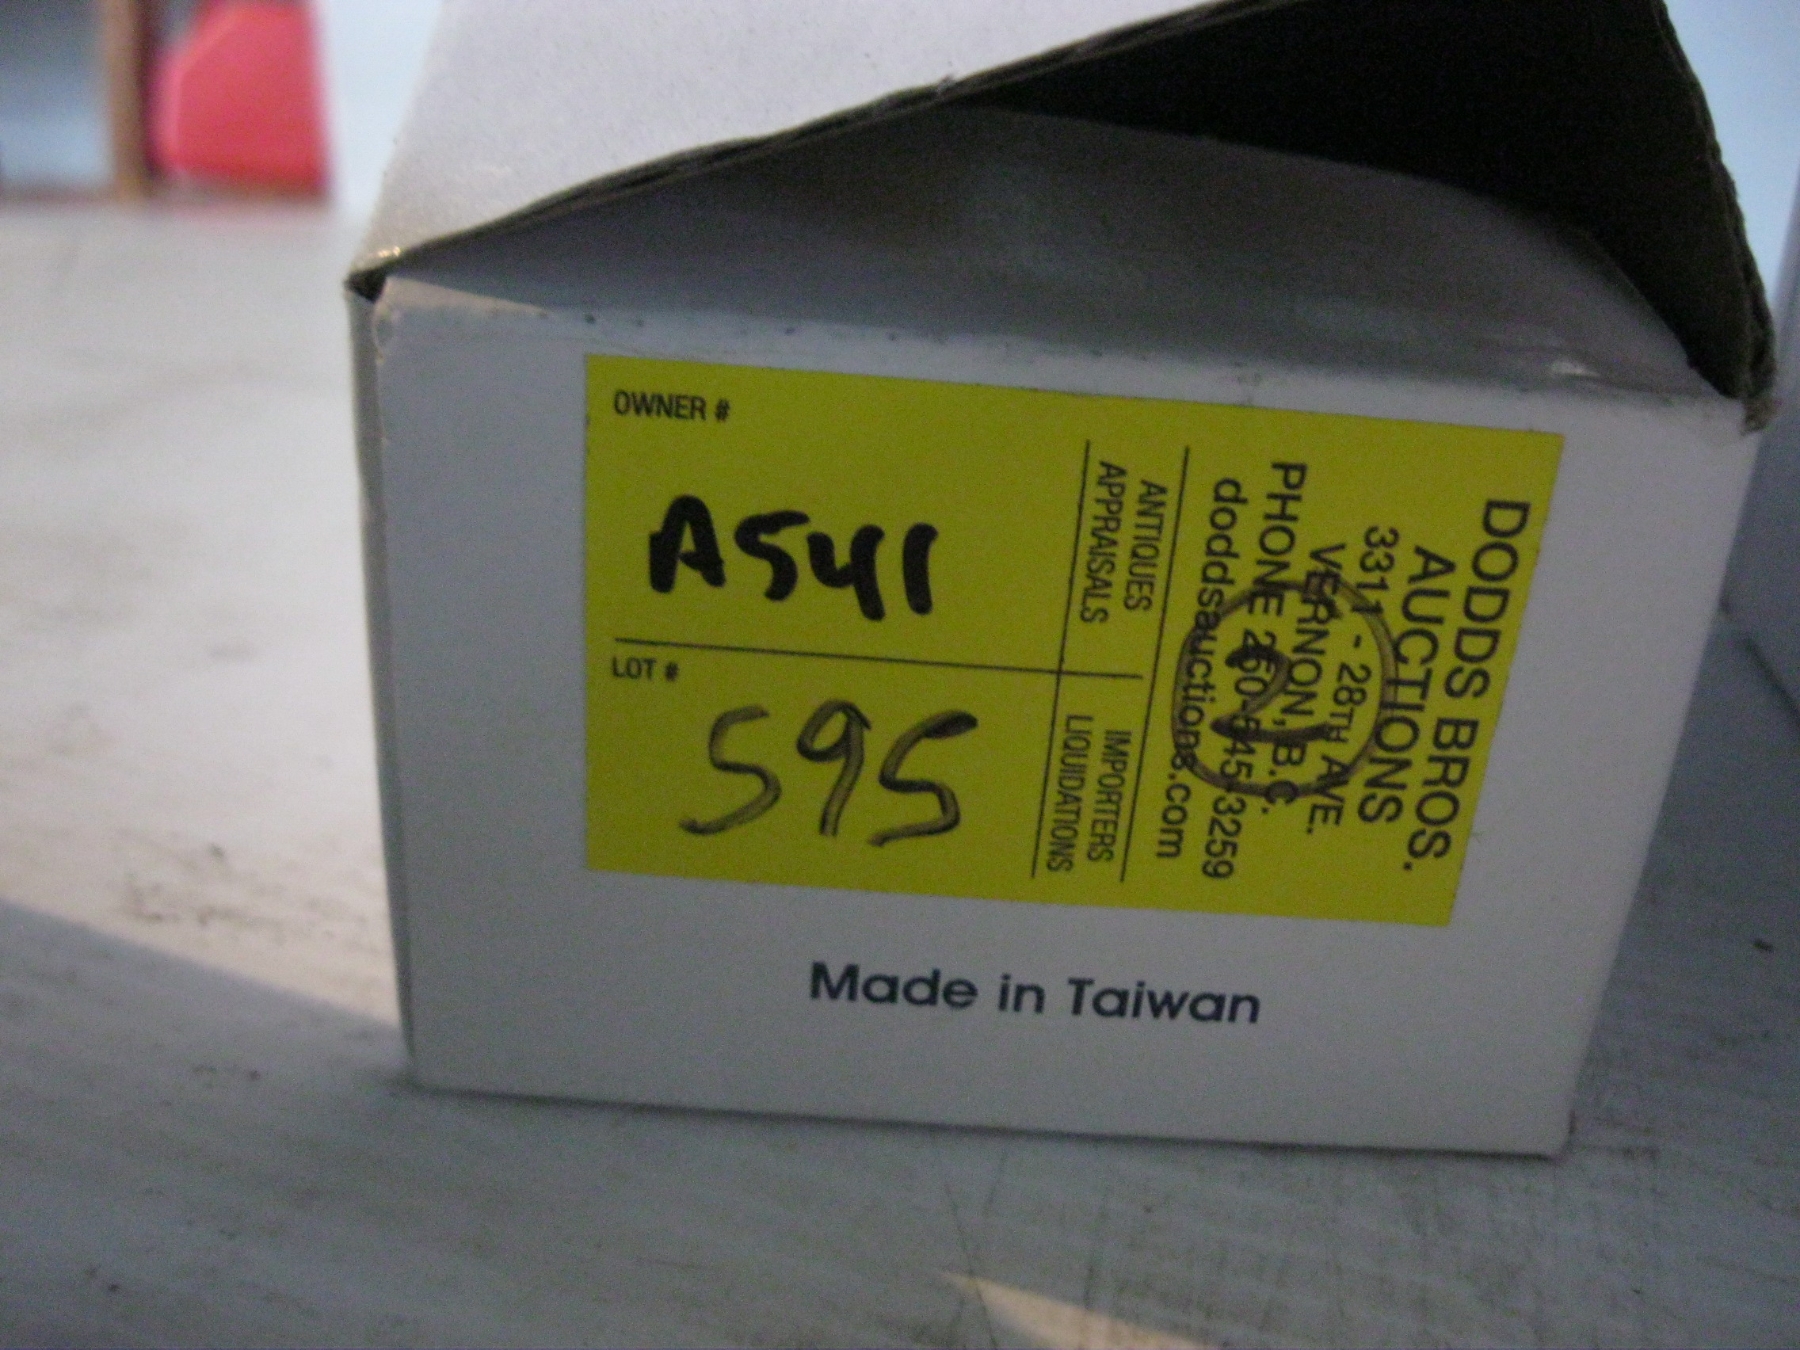 OWNER #
A541
LOT #
595
ANTIQUES
APPRAISALS
IMPORTERS
LIQUIDATIONS
DODDS BROS.
AUCTIONS
3311 - 28TH AVE.
VERNON, B.C.
PHONE 250-545-3259
doddsauctions.com
2
Made in Taiwan